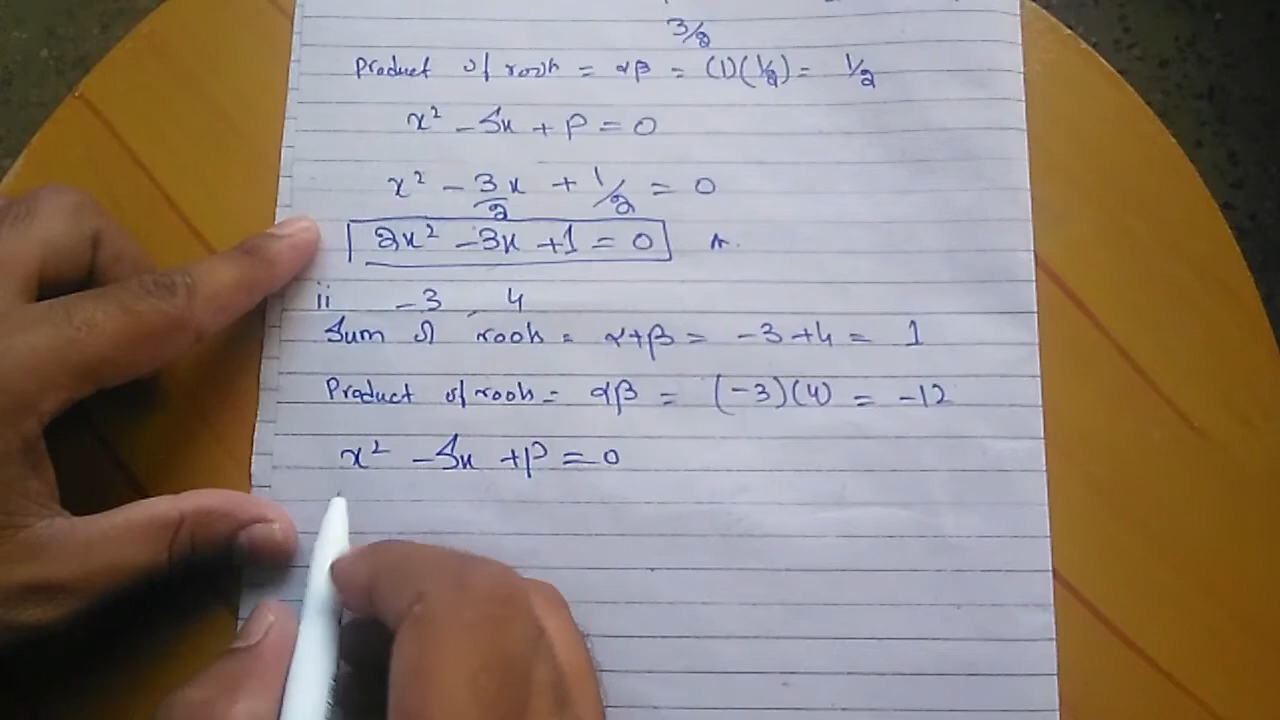 3/2
Product of roots = αβ = (1)(1/2) = 1/2
x² - Sx + P = 0
x² - 3/2 x + 1/2 = 0
2x² - 3x + 1 = 0
ii -3, 4
Sum of roots = α+β = -3+4 = 1
Product of roots = αβ = (-3)(4) = -12
x² - Sx + P = 0